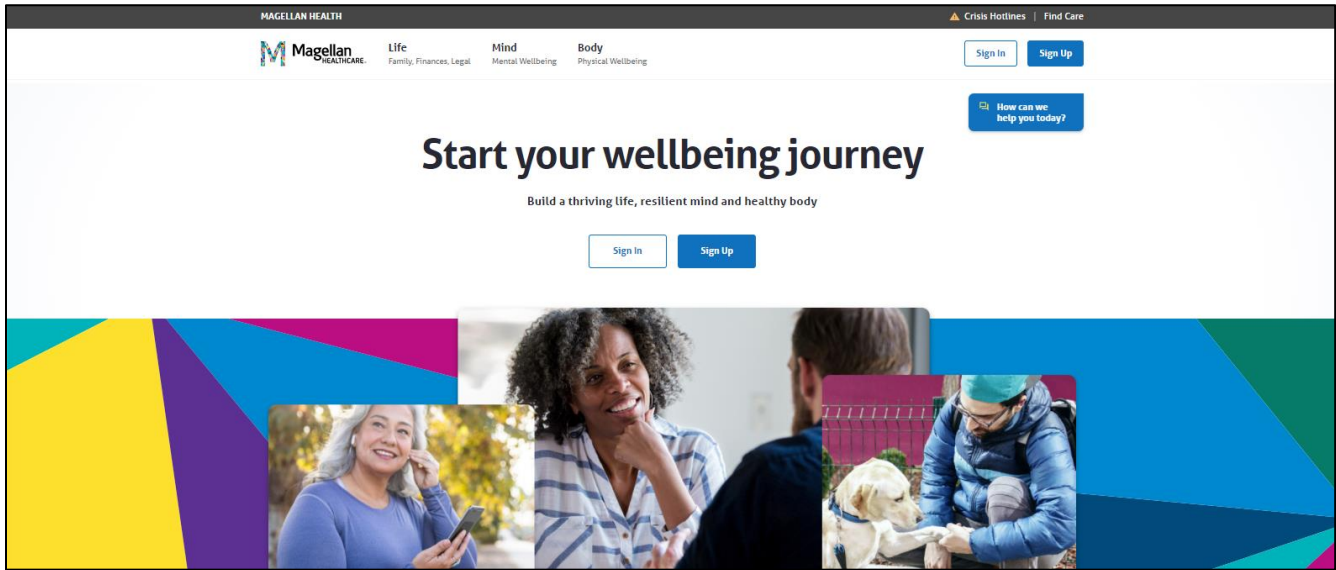 MAGELLAN HEALTH
Crisis Hotlines | Find Care
Magellan
HEALTHCARE.
Life
Family, Finances, Legal
Mind
Mental Wellbeing
Body
Physical Wellbeing
Sign In
Sign Up
How can we
help you today?
Start your wellbeing journey
Build a thriving life, resilient mind and healthy body
Sign In
Sign Up